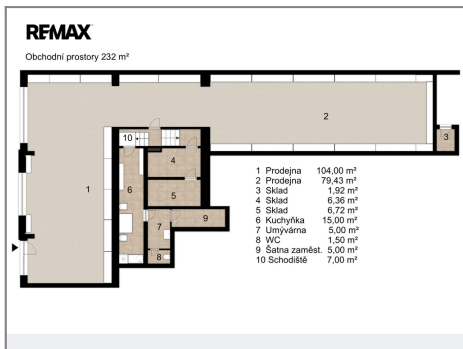 RE/MAX
Obchodní prostory 232 m²
10
2
3
4
6
5
1
9
7
8
1 Prodejna 104,00 m²
2 Prodejna 79,43 m²
3 Sklad 1,92 m²
4 Sklad 6,36 m²
5 Sklad 6,72 m²
6 Kuchyňka 15,00 m²
7 Umývárna 5,00 m²
8 WC 1,50 m²
9 Šatna zaměst. 5,00 m²
10 Schodiště 7,00 m²